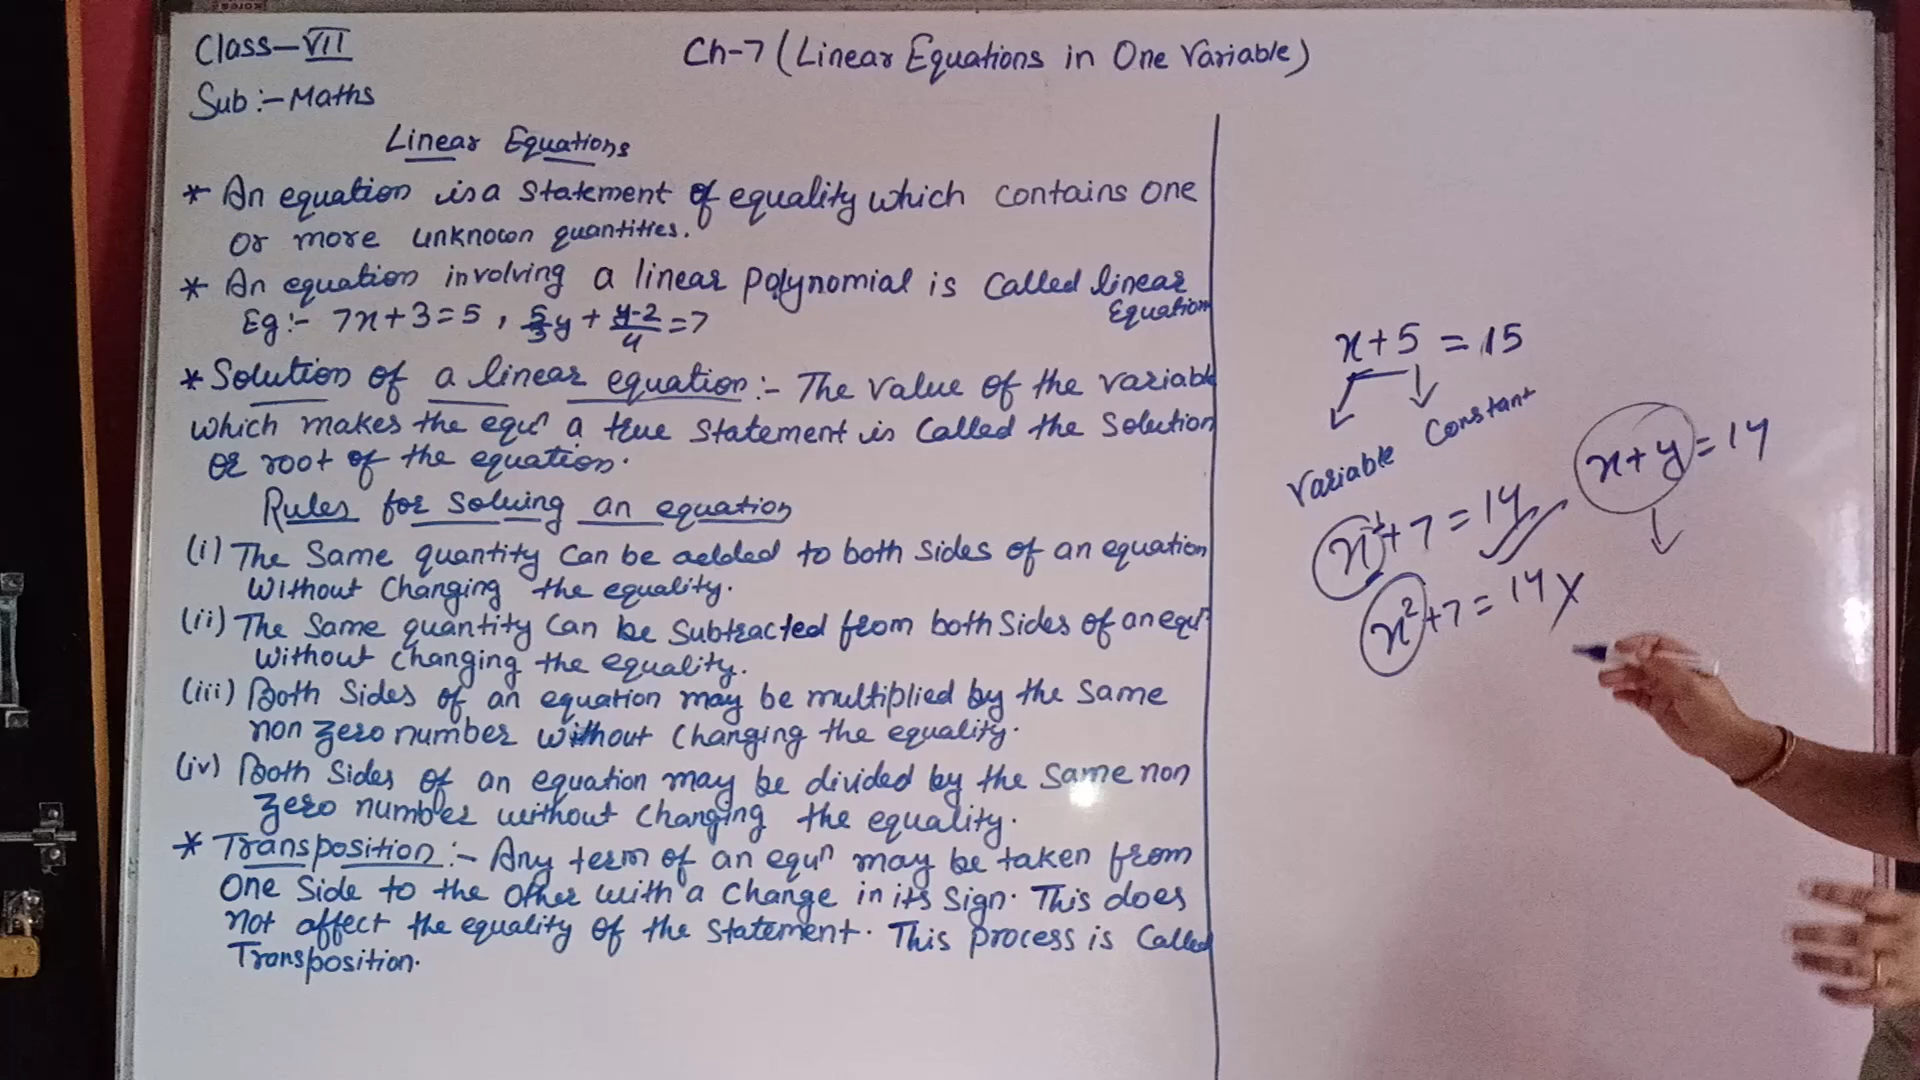 Class-VII
Ch-7 (Linear Equations in One Variable)
Sub :- Maths
Linear Equations
* An equation is a statement of equality which contains one
or more unknown quantities.
* An equation involving a linear polynomial is called linear
Equation
Eg :- 7x+3=5, 5/3 y + y-2/4 =7
* Solution of a linear equation :- The value of the variable
which makes the equⁿ a true statement is called the solution
or root of the equation.
Rules for solving an equation
(i) The same quantity can be added to both sides of an equation
without changing the equality.
(ii) The same quantity can be subtracted from both sides of an equⁿ
without changing the equality.
(iii) Both sides of an equation may be multiplied by the same
non zero number without changing the equality.
(iv) Both sides of an equation may be divided by the same non
zero number without changing the equality.
* Transposition :- Any term of an equⁿ may be taken from
one side to the other with a change in its sign. This does
not affect the equality of the statement. This process is called
Transposition.
x+5 = 15
Variable Constant
x+y=14
x¹+7=14
x²+7=14 X